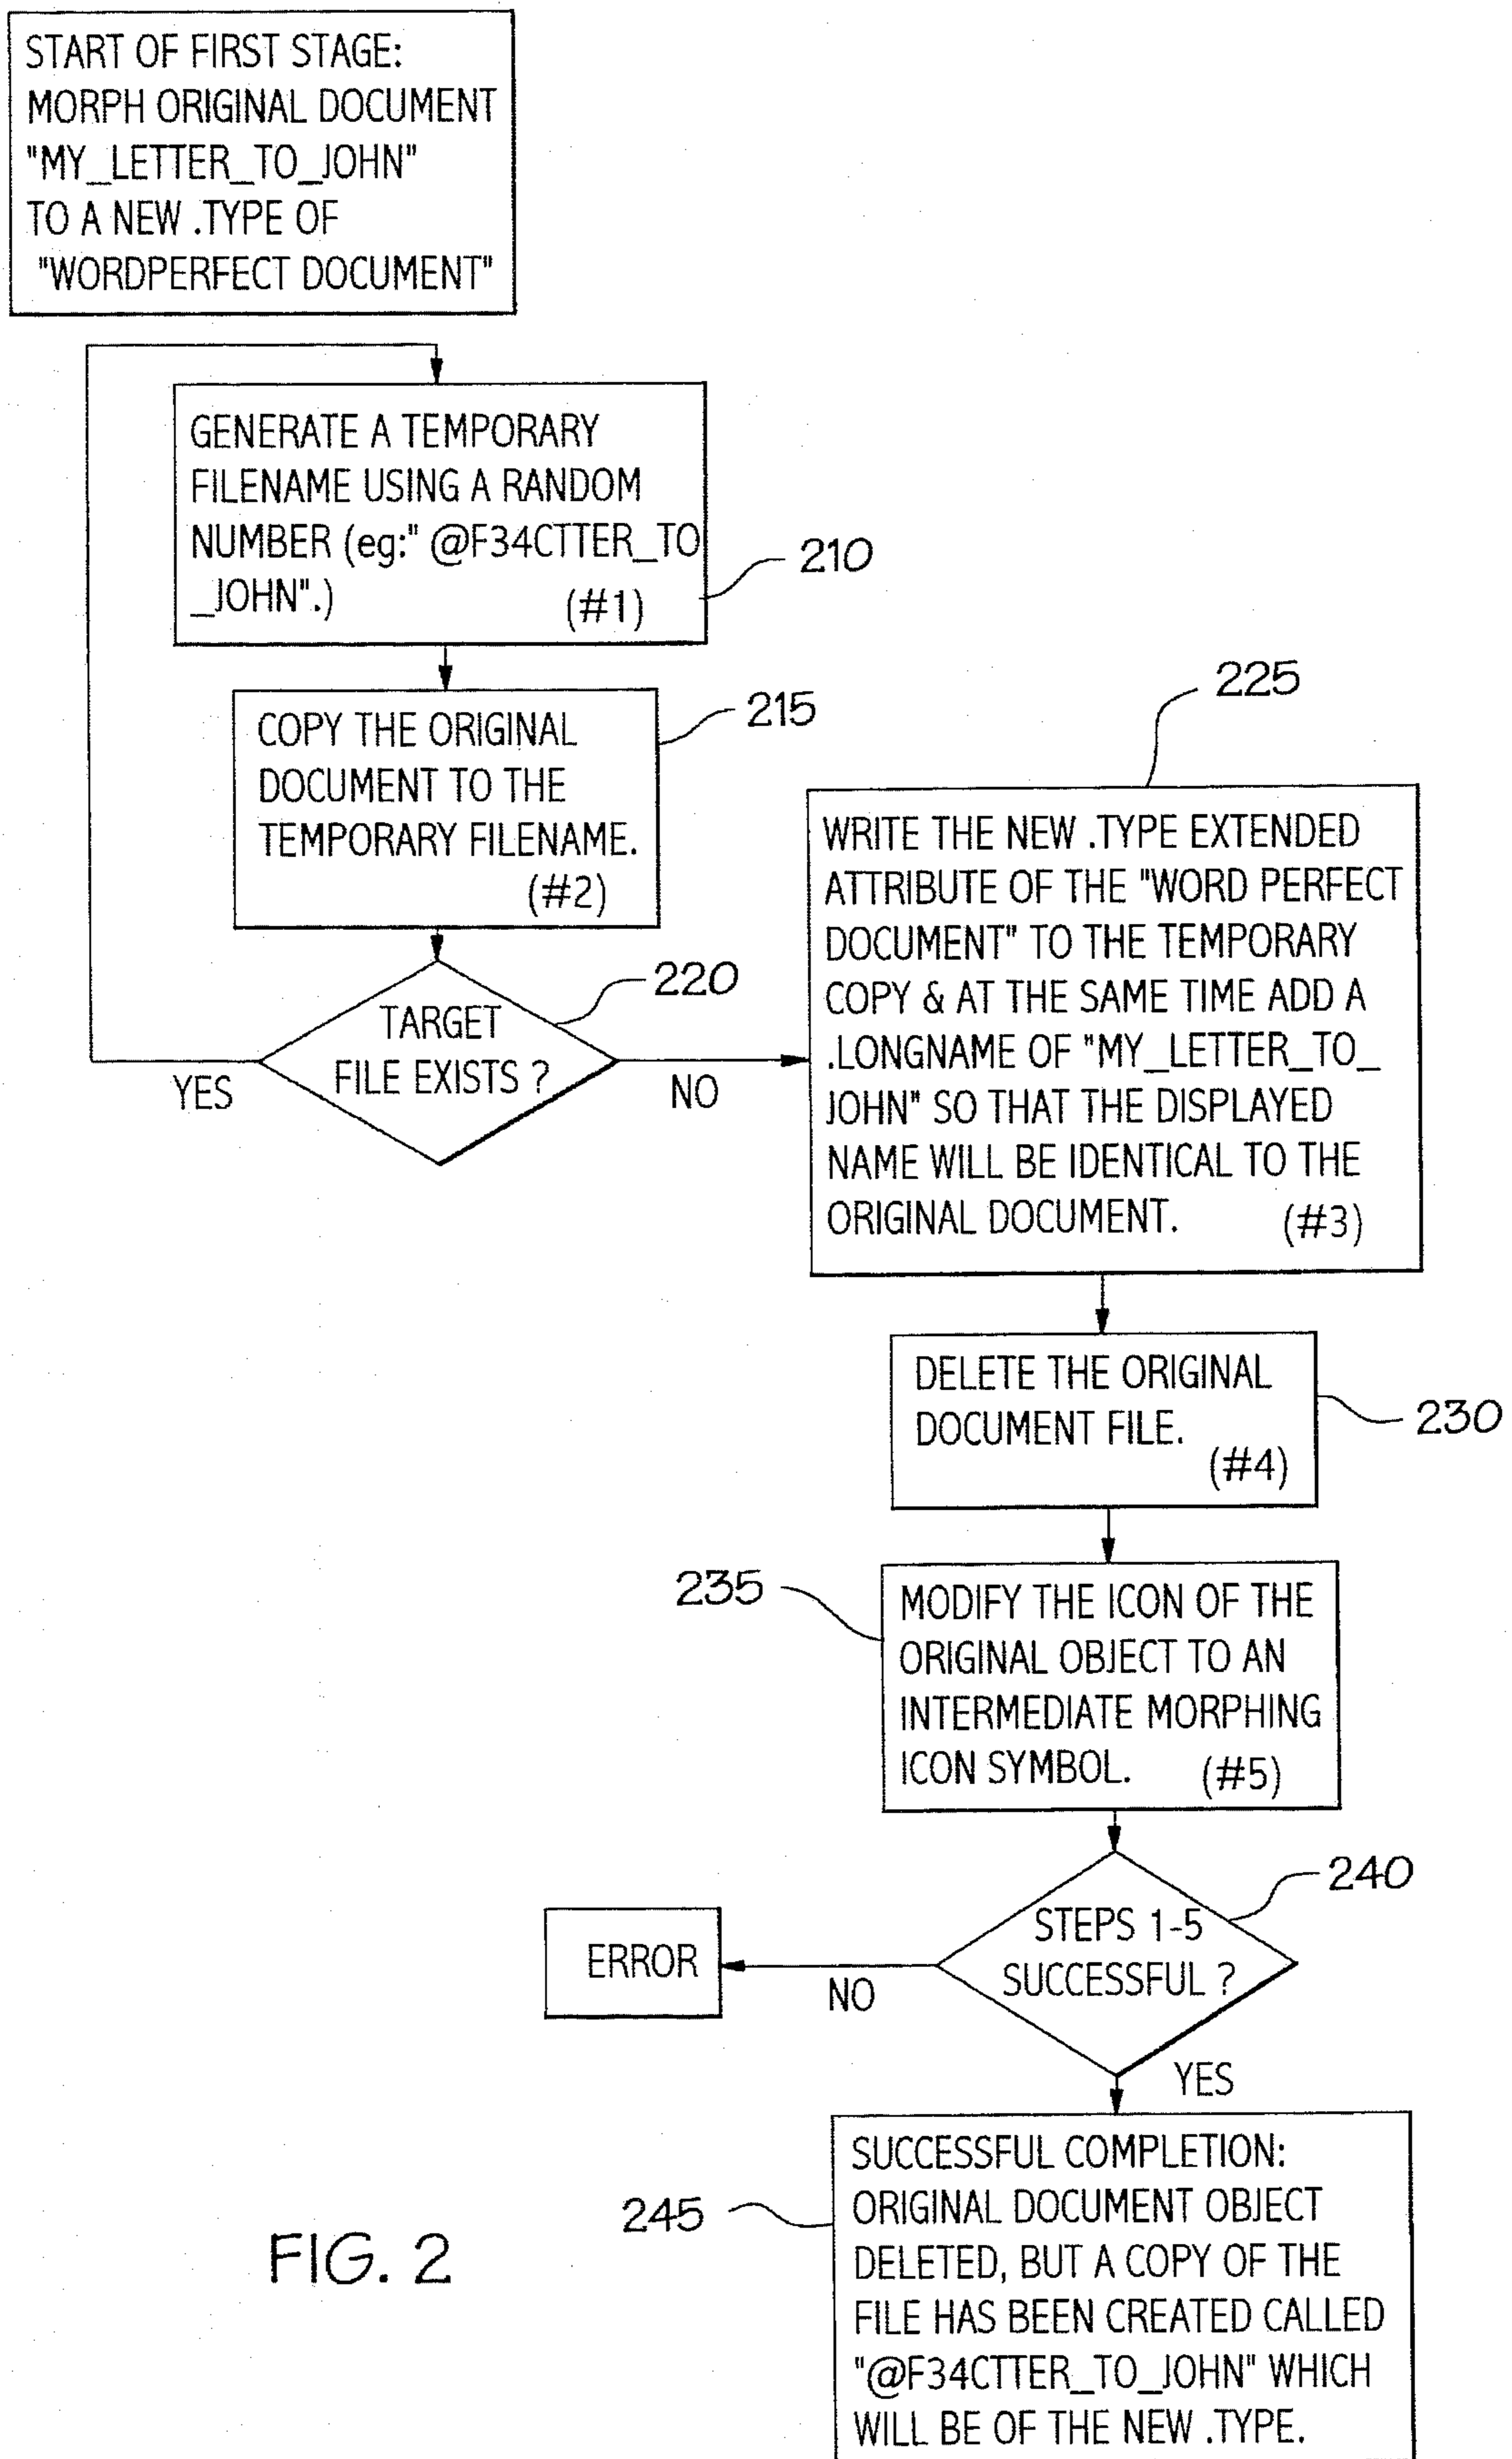 START OF FIRST STAGE:
MORPH ORIGINAL DOCUMENT
"MY_LETTER_TO_JOHN"
TO A NEW .TYPE OF
"WORDPERFECT DOCUMENT"
GENERATE A TEMPORARY
FILENAME USING A RANDOM
NUMBER (eg:" @F34CTTER_TO
_JOHN".)
(#1)
210
COPY THE ORIGINAL
DOCUMENT TO THE
TEMPORARY FILENAME.
(#2)
215
TARGET
FILE EXISTS ?
220
YES
NO
225
WRITE THE NEW .TYPE EXTENDED
ATTRIBUTE OF THE "WORD PERFECT
DOCUMENT" TO THE TEMPORARY
COPY & AT THE SAME TIME ADD A
.LONGNAME OF "MY_LETTER_TO_
JOHN" SO THAT THE DISPLAYED
NAME WILL BE IDENTICAL TO THE
ORIGINAL DOCUMENT. (#3)
DELETE THE ORIGINAL
DOCUMENT FILE.
(#4)
230
235
MODIFY THE ICON OF THE
ORIGINAL OBJECT TO AN
INTERMEDIATE MORPHING
ICON SYMBOL. (#5)
240
STEPS 1-5
SUCCESSFUL ?
NO
ERROR
YES
245
SUCCESSFUL COMPLETION:
ORIGINAL DOCUMENT OBJECT
DELETED, BUT A COPY OF THE
FILE HAS BEEN CREATED CALLED
"@F34CTTER_TO_JOHN" WHICH
WILL BE OF THE NEW .TYPE.
FIG. 2